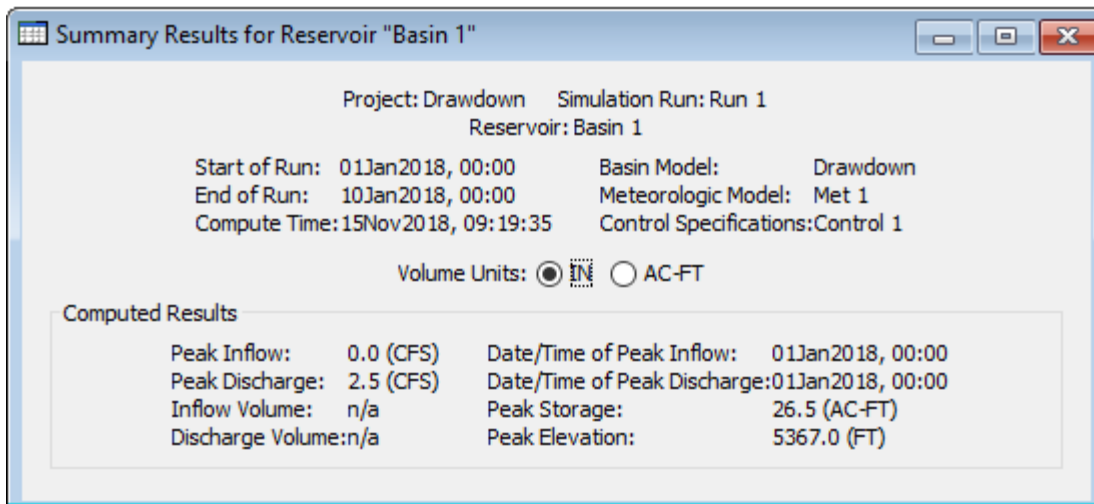 Summary Results for Reservoir "Basin 1"
Project: Drawdown Simulation Run: Run 1
Reservoir: Basin 1
Start of Run: 01Jan2018, 00:00 Basin Model: Drawdown
End of Run: 10Jan2018, 00:00 Meteorologic Model: Met 1
Compute Time:15Nov2018, 09:19:35 Control Specifications:Control 1
Volume Units: IN AC-FT
Computed Results
Peak Inflow: 0.0 (CFS) Date/Time of Peak Inflow: 01Jan2018, 00:00
Peak Discharge: 2.5 (CFS) Date/Time of Peak Discharge:01Jan2018, 00:00
Inflow Volume: n/a Peak Storage: 26.5 (AC-FT)
Discharge Volume:n/a Peak Elevation: 5367.0 (FT)